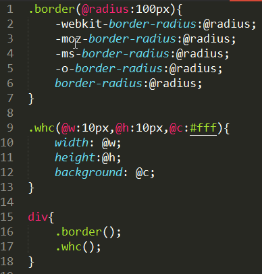 1 .border(@radius:100px){
2     -webkit-border-radius:@radius;
3     -moz-border-radius:@radius;
4     -ms-border-radius:@radius;
5     -o-border-radius:@radius;
6     border-radius:@radius;
7 }
8
9 .whc(@w:10px,@h:10px,@c:#fff){
10     width: @w;
11     height:@h;
12     background: @c;
13 }
14
15 div{
16     .border();
17     .whc();
18 }